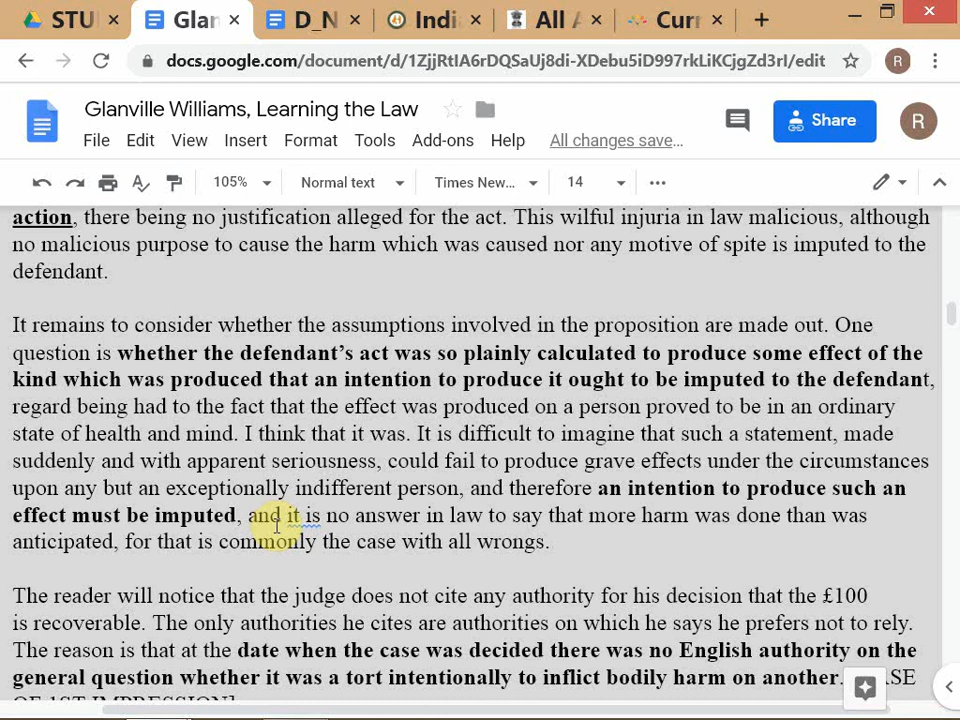 STU
Glan
D_N
Indi
All A
Curr
docs.google.com/document/d/1ZjjRtIA6rDQSaUj8di-XDebu5iD997rkLiKCjgZd3rI/edit
R
Glanville Williams, Learning the Law
File Edit View Insert Format Tools Add-ons Help All changes save...
Share
R
105% Normal text Times New... 14
action, there being no justification alleged for the act. This wilful injuria in law malicious, although
no malicious purpose to cause the harm which was caused nor any motive of spite is imputed to the
defendant.
It remains to consider whether the assumptions involved in the proposition are made out. One
question is whether the defendant's act was so plainly calculated to produce some effect of the
kind which was produced that an intention to produce it ought to be imputed to the defendant,
regard being had to the fact that the effect was produced on a person proved to be in an ordinary
state of health and mind. I think that it was. It is difficult to imagine that such a statement, made
suddenly and with apparent seriousness, could fail to produce grave effects under the circumstances
upon any but an exceptionally indifferent person, and therefore an intention to produce such an
effect must be imputed, and it is no answer in law to say that more harm was done than was
anticipated, for that is commonly the case with all wrongs.
The reader will notice that the judge does not cite any authority for his decision that the £100
is recoverable. The only authorities he cites are authorities on which he says he prefers not to rely.
The reason is that at the date when the case was decided there was no English authority on the
general question whether it was a tort intentionally to inflict bodily harm on another. SE
OF 1ST IMPRESSION]